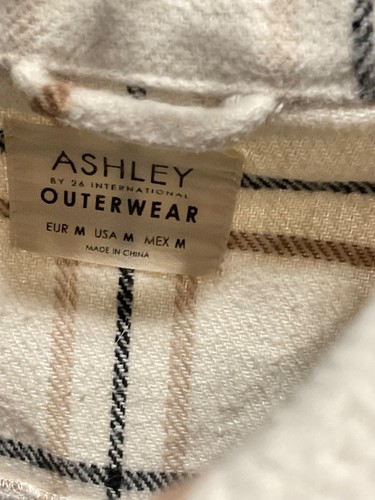 ASHLEY
BY 26 INTERNATIONAL
OUTERWEAR
EUR M USA M MEX M
MADE IN CHINA